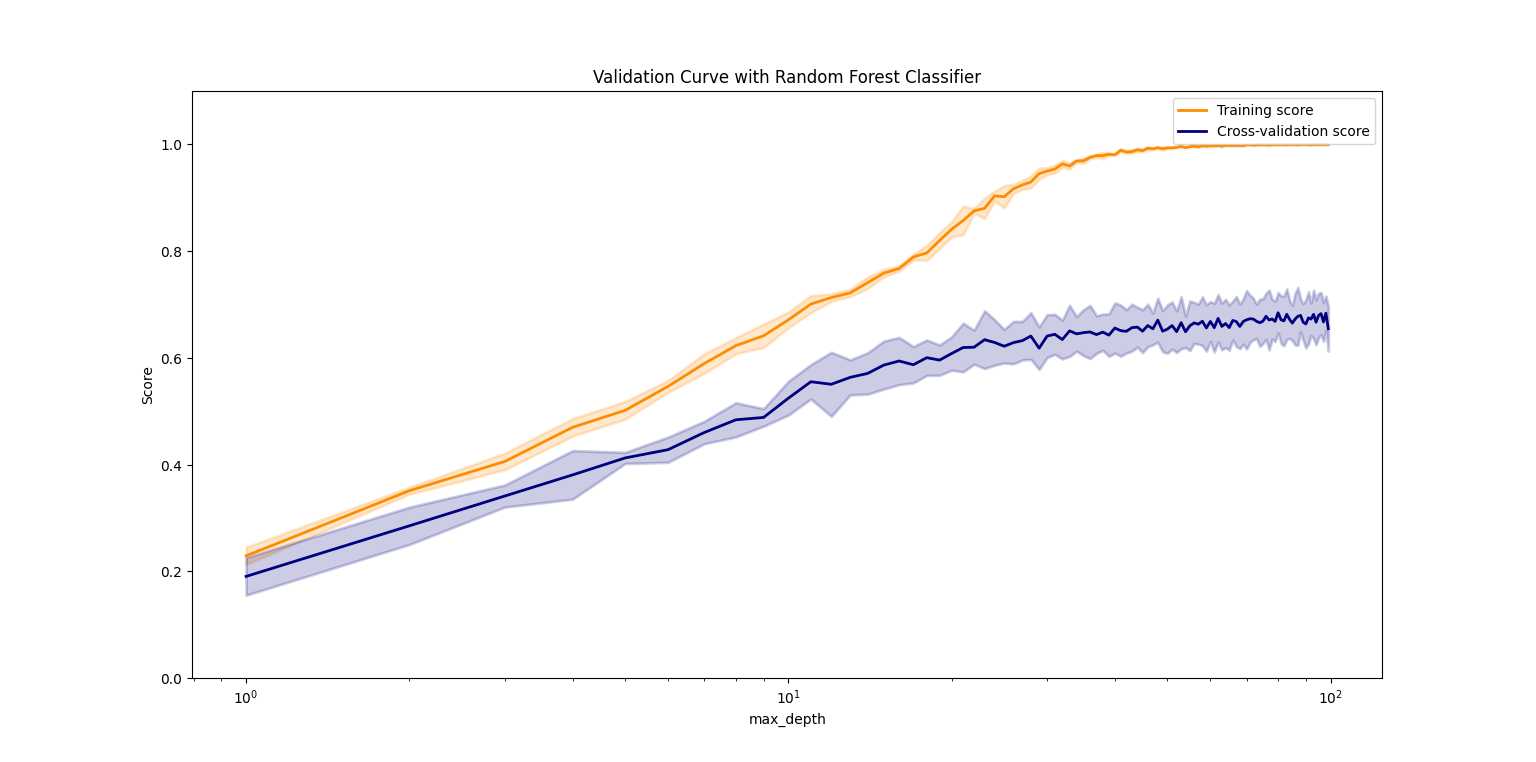 Validation Curve with Random Forest Classifier
Training score
Cross-validation score
1.0
0.8
0.6
0.4
0.2
0.0
Score
10⁰
10¹
10²
max_depth